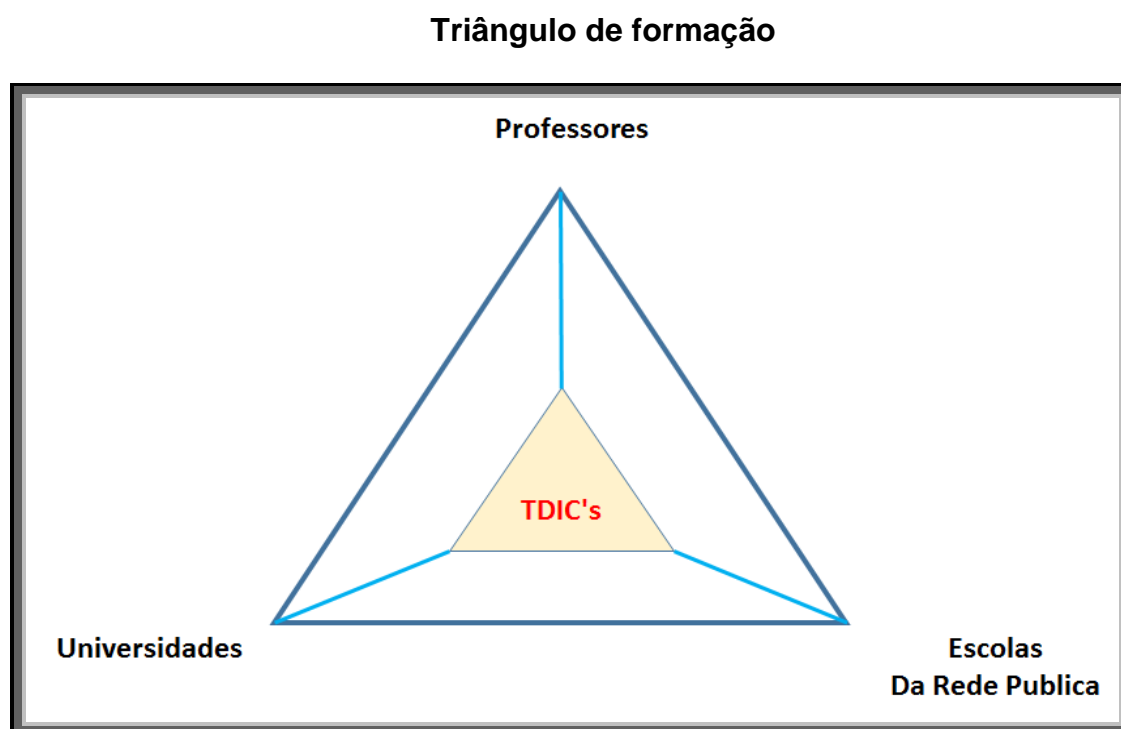 Triângulo de formação
Professores
TDIC's
Universidades
Escolas
Da Rede Publica